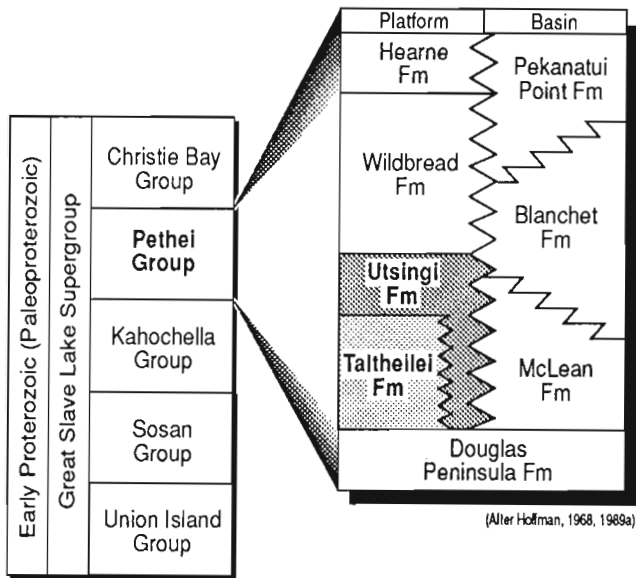 Early Proterozoic (Paleoproterozoic)
Great Slave Lake Supergroup
Christie Bay
Group
Pethei
Group
Kahochella
Group
Sosan
Group
Union Island
Group
Platform
Basin
Hearne
Fm
Pekanatui
Point Fm
Wildbread
Fm
Blanchet
Fm
Utsingi
Fm
Taltheilei
Fm
McLean
Fm
Douglas
Peninsula Fm
(After Hoffman, 1968, 1989a)